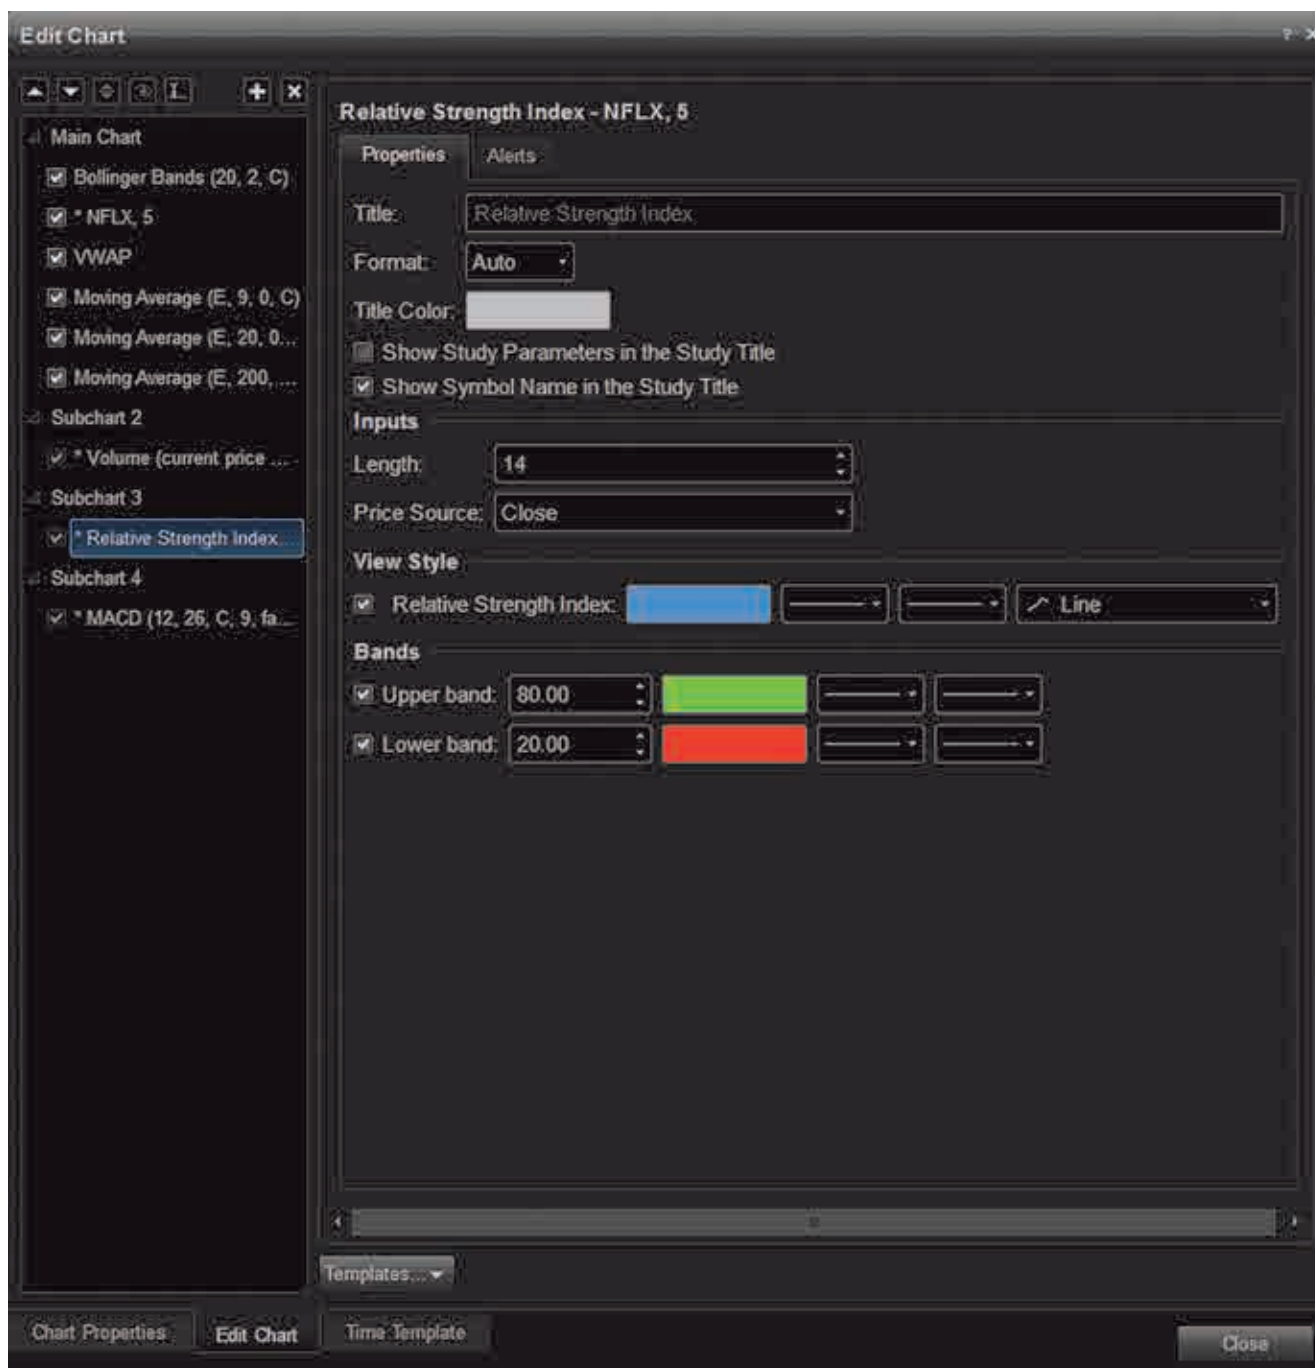 Edit Chart
? X
Relative Strength Index - NFLX, 5
Main Chart
Bollinger Bands (20, 2, C)
* NFLX, 5
VWAP
Moving Average (E, 9, 0, C)
Moving Average (E, 20, 0...
Moving Average (E, 200, ...
Subchart 2
* Volume (current price ...
Subchart 3
* Relative Strength Index...
Subchart 4
* MACD (12, 26, C, 9, fa...
Properties
Alerts
Title: Relative Strength Index
Format: Auto
Title Color:
Show Study Parameters in the Study Title
Show Symbol Name in the Study Title
Inputs
Length: 14
Price Source: Close
View Style
Relative Strength Index: Line
Bands
Upper band: 80.00
Lower band: 20.00
Templates...
Chart Properties
Edit Chart
Time Template
Close